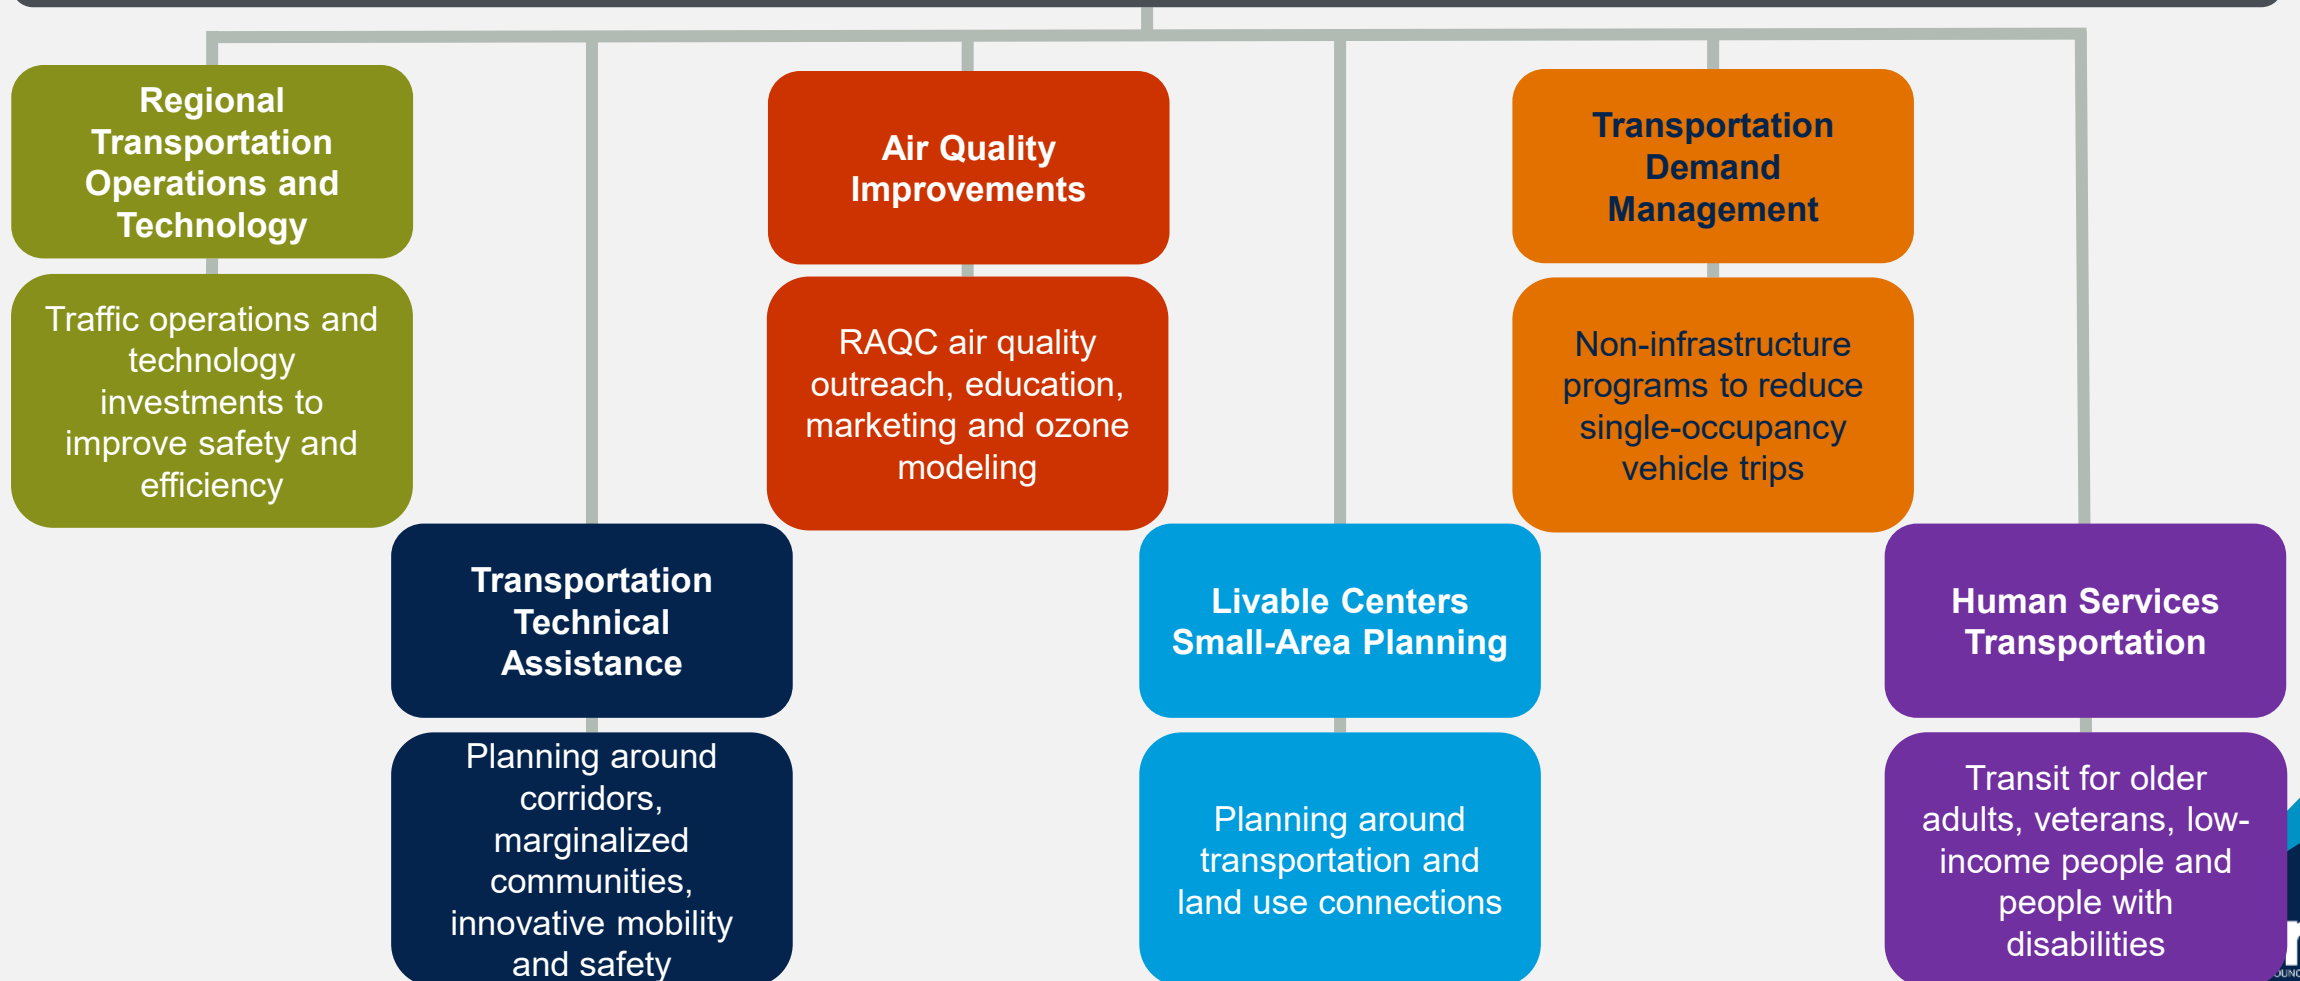 Regional
Transportation
Operations and
Technology
Traffic operations and
technology
investments to
improve safety and
efficiency
Transportation
Technical
Assistance
Planning around
corridors,
marginalized
communities,
innovative mobility
and safety
Air Quality
Improvements
RAQC air quality
outreach, education,
marketing and ozone
modeling
Livable Centers
Small-Area Planning
Planning around
transportation and
land use connections
Transportation
Demand
Management
Non-infrastructure
programs to reduce
single-occupancy
vehicle trips
Human Services
Transportation
Transit for older
adults, veterans, low-
income people and
people with
disabilities